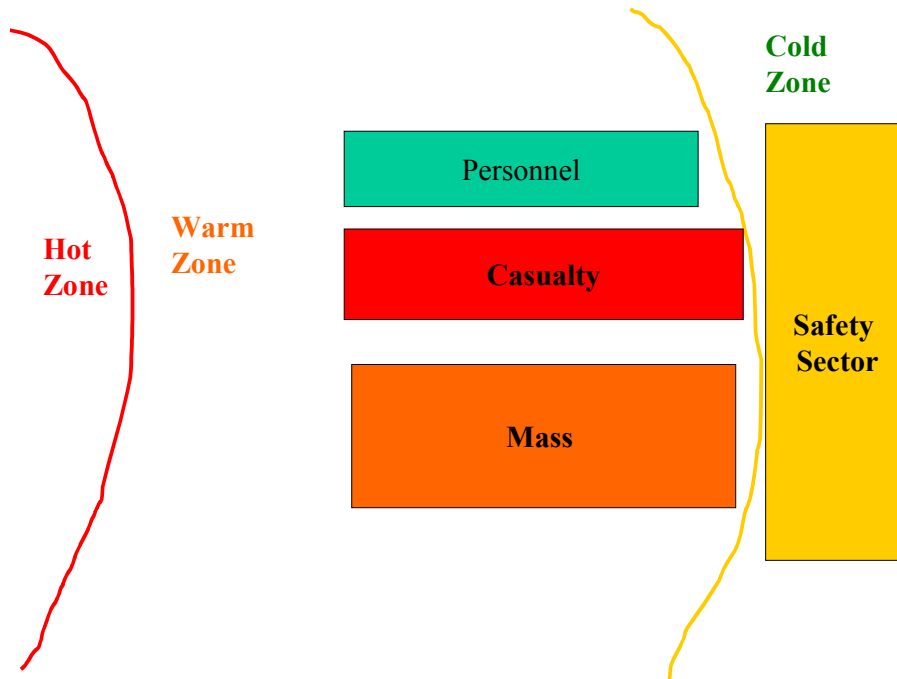 Cold
Zone
Personnel
Warm
Zone
Hot
Zone
Casualty
Safety
Sector
Mass